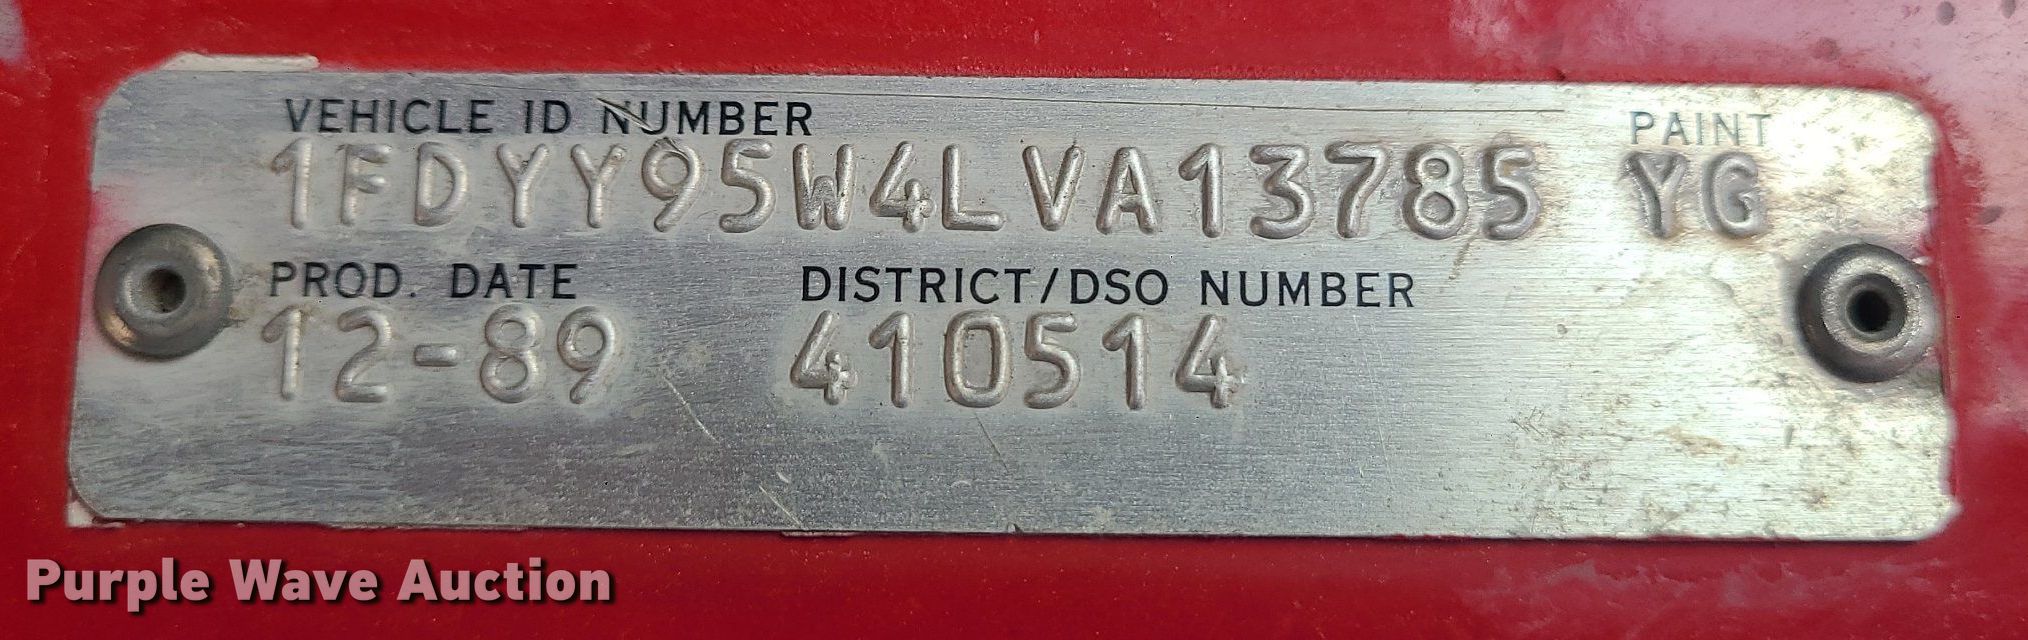 VEHICLE ID NUMBER PAINT
1FDYY95W4LVA13785 YG
PROD. DATE DISTRICT/DSO NUMBER
12-89 410514
Purple Wave Auction